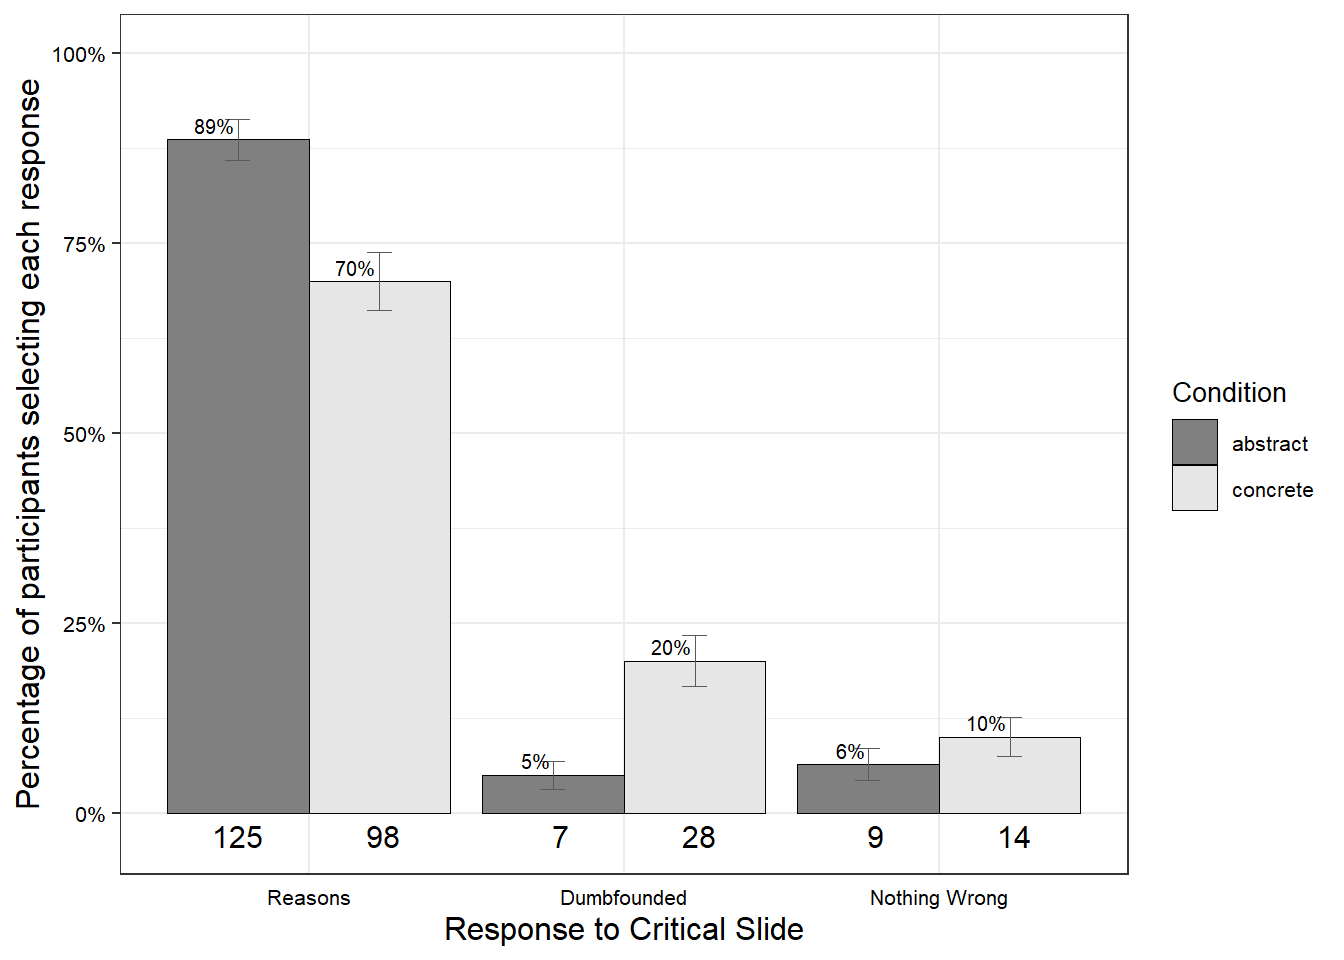 Percentage of participants selecting each response
100%
75%
50%
25%
0%
89%
70%
5%
20%
6%
10%
125 98 7 28 9 14
Reasons Dumbfounded Nothing Wrong
Response to Critical Slide
Condition
abstract
concrete